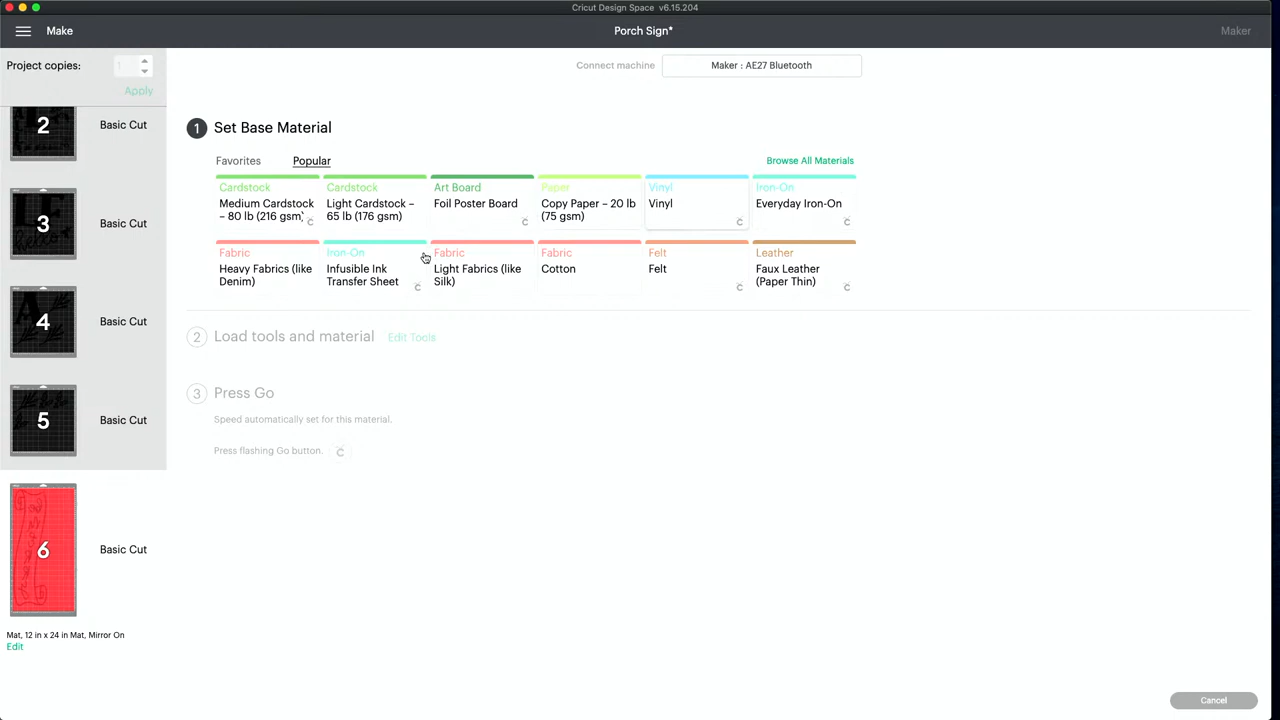 Cricut Design Space v6.15.204
Make
Porch Sign*
Maker
Project copies:
1
Apply
Connect machine
Maker : AE27 Bluetooth
2
Basic Cut
3
Basic Cut
4
Basic Cut
5
Basic Cut
6
Basic Cut
Mat, 12 in x 24 in Mat, Mirror On
Edit
1
Set Base Material
Favorites
Popular
Browse All Materials
Cardstock
Medium Cardstock
– 80 lb (216 gsm)
Cardstock
Light Cardstock –
65 lb (176 gsm)
Art Board
Foil Poster Board
Paper
Copy Paper – 20 lb
(75 gsm)
Vinyl
Vinyl
Iron-On
Everyday Iron-On
Fabric
Heavy Fabrics (like
Denim)
Iron-On
Infusible Ink
Transfer Sheet
Fabric
Light Fabrics (like
Silk)
Fabric
Cotton
Felt
Felt
Leather
Faux Leather
(Paper Thin)
2
Load tools and material
Edit Tools
3
Press Go
Speed automatically set for this material.
Press flashing Go button.
Cancel